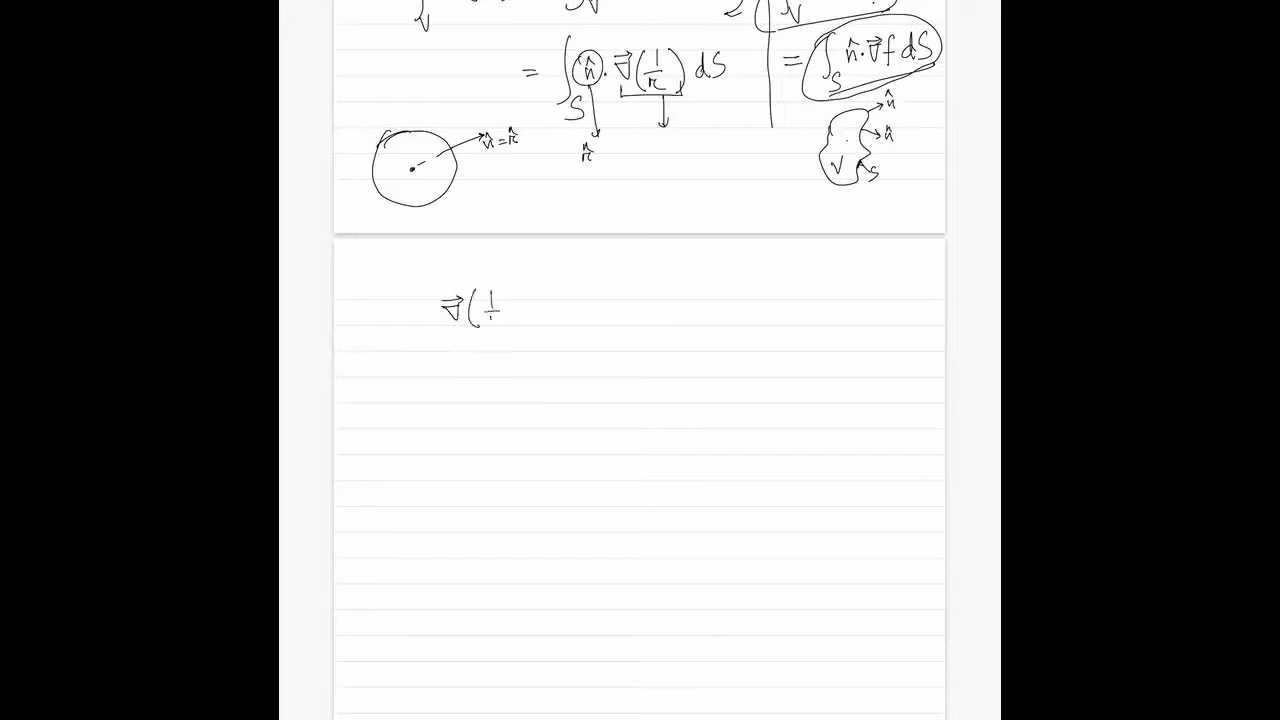 = ∫_S n̂ · ∇⃗(1/r) dS
= ∫_S n̂ · ∇⃗f dS
r̂
n̂ = r̂
n̂
n̂
V
S
∇⃗(1